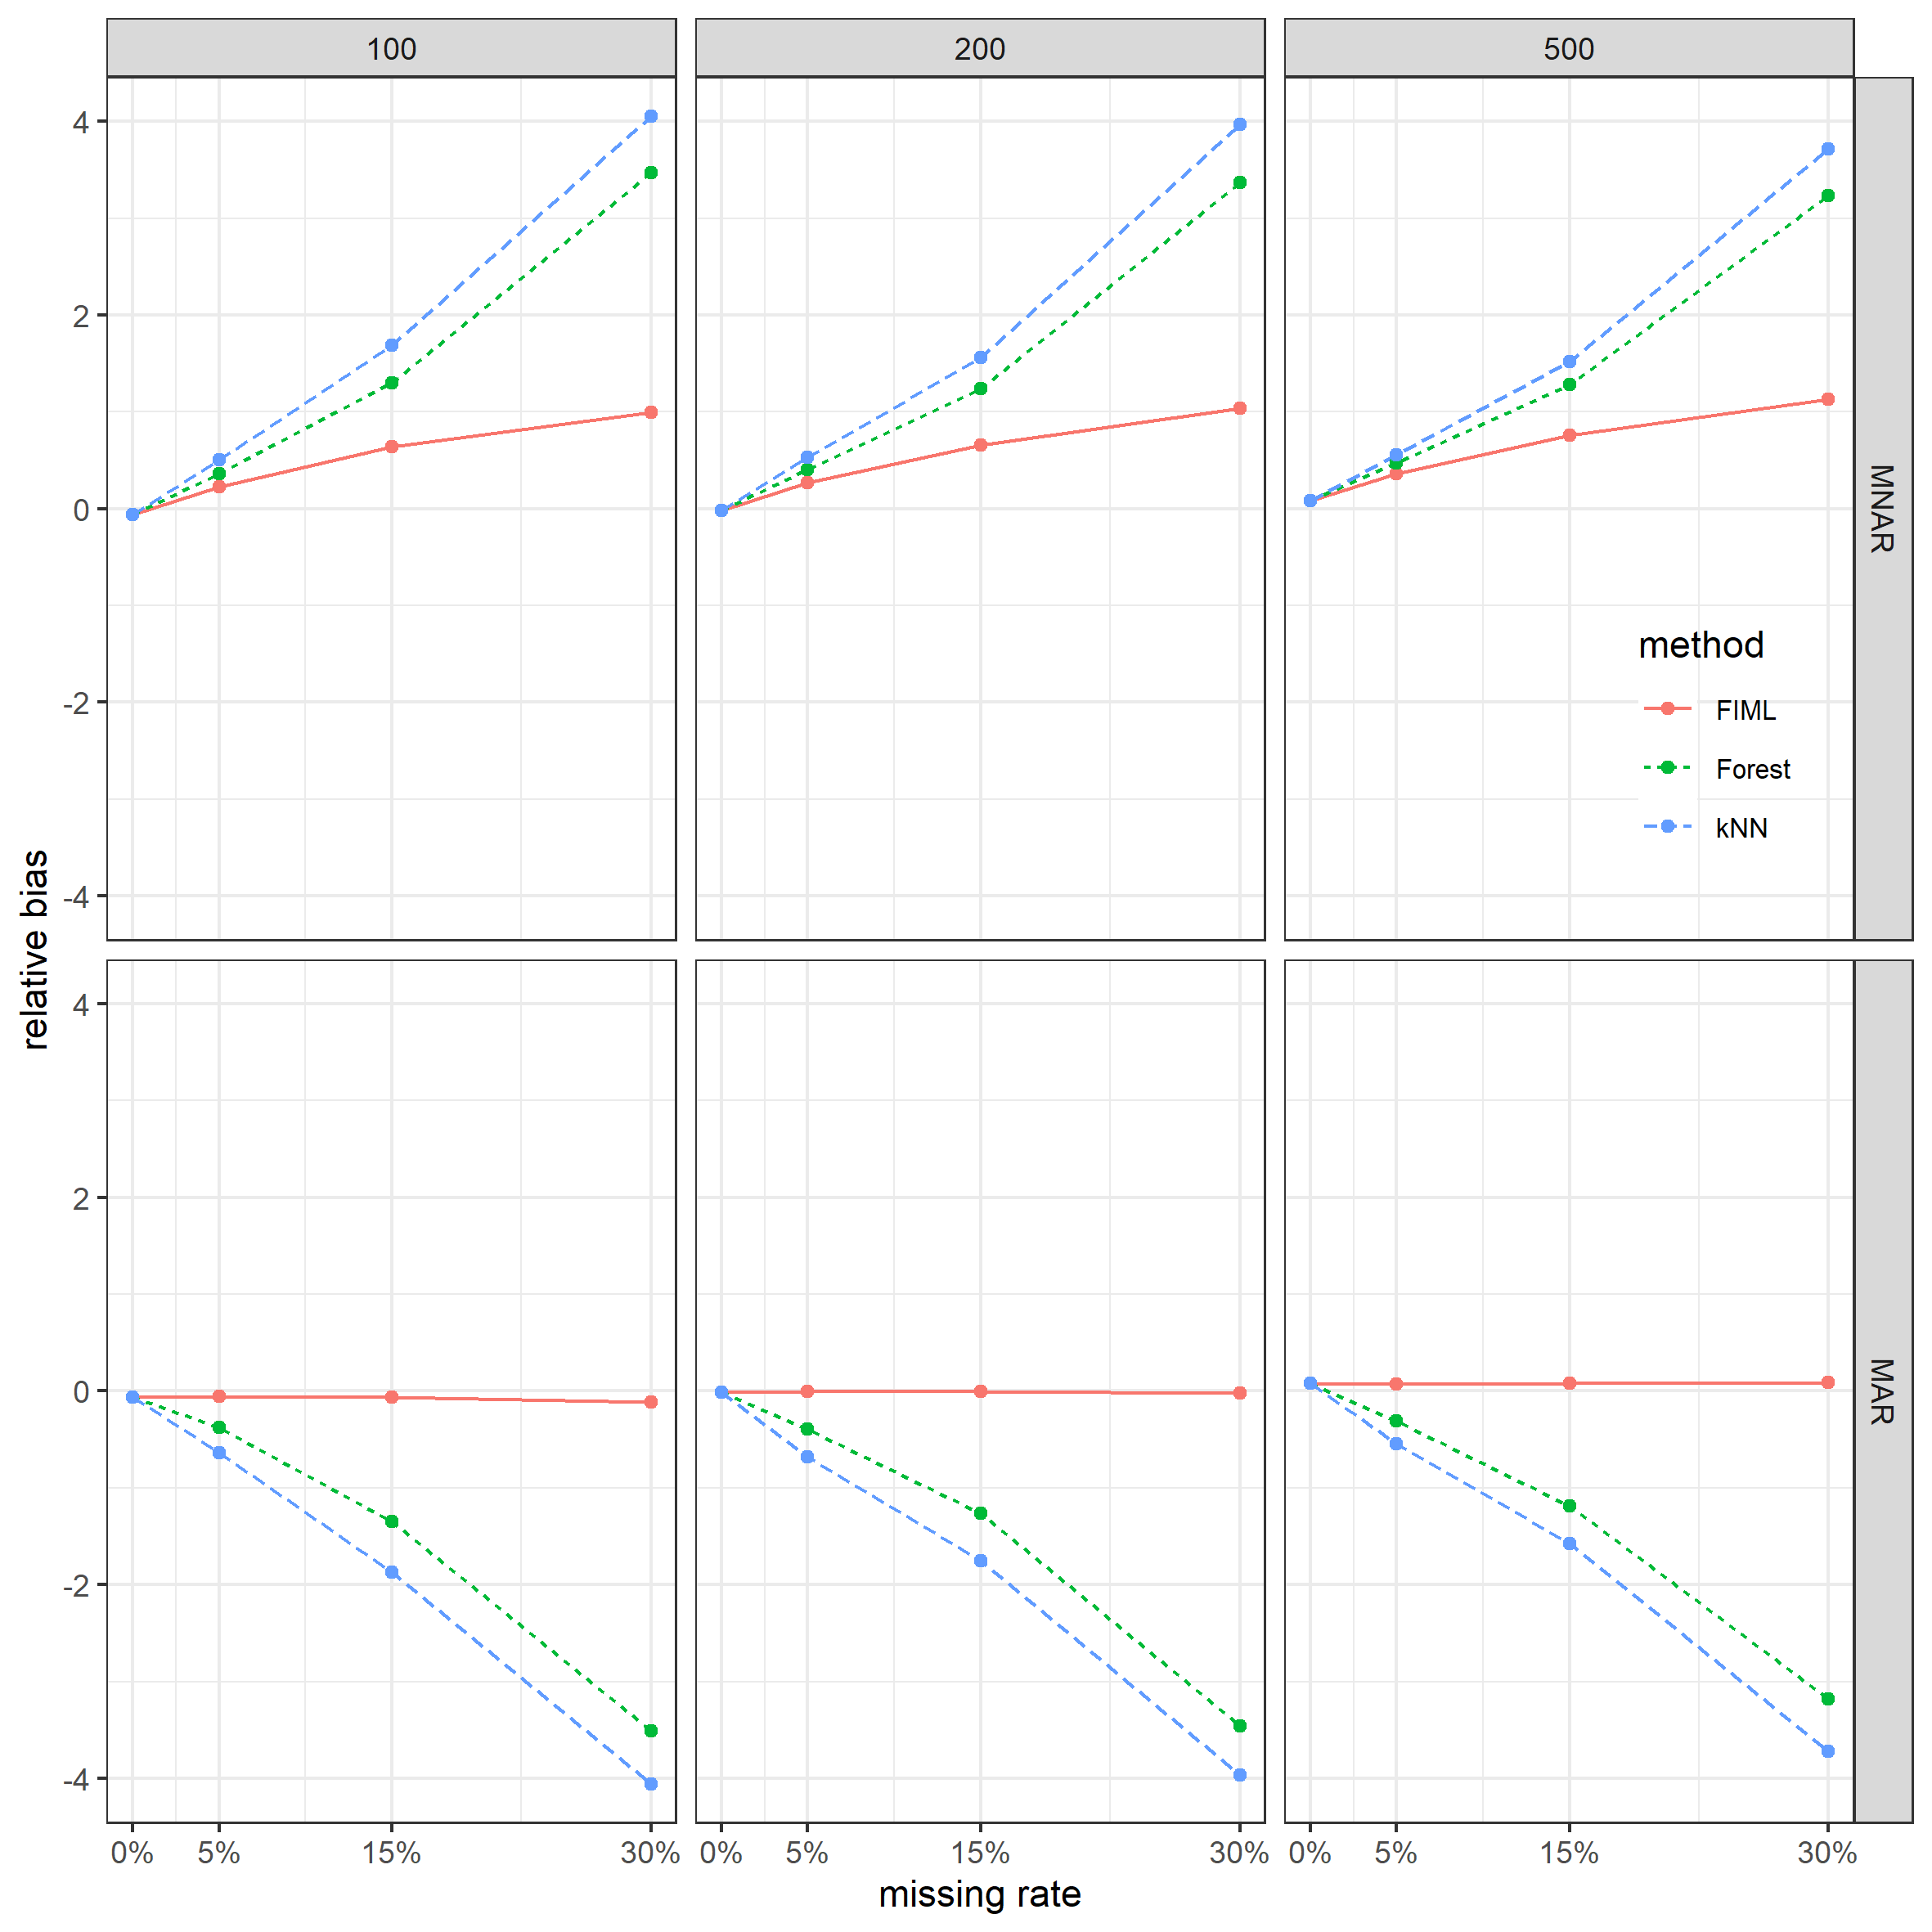 100 200 500
4
2
0
-2
-4
MNAR
method
FIML
Forest
kNN
relative bias
4
2
0
-2
-4
MAR
0% 5% 15% 30% 0% 5% 15% 30% 0% 5% 15% 30%
missing rate